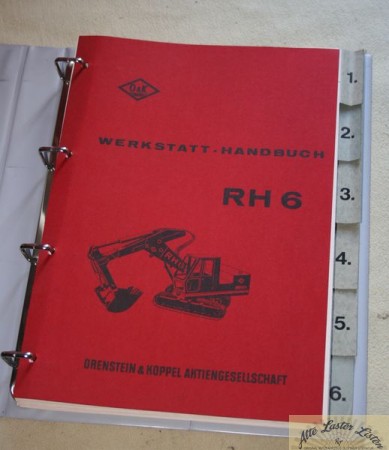 O&K
WERKSTATT-HANDBUCH
RH 6
ORENSTEIN & KOPPEL AKTIENGESELLSCHAFT
1.
2.
3.
4.
5.
6.
Alte Laster Listen